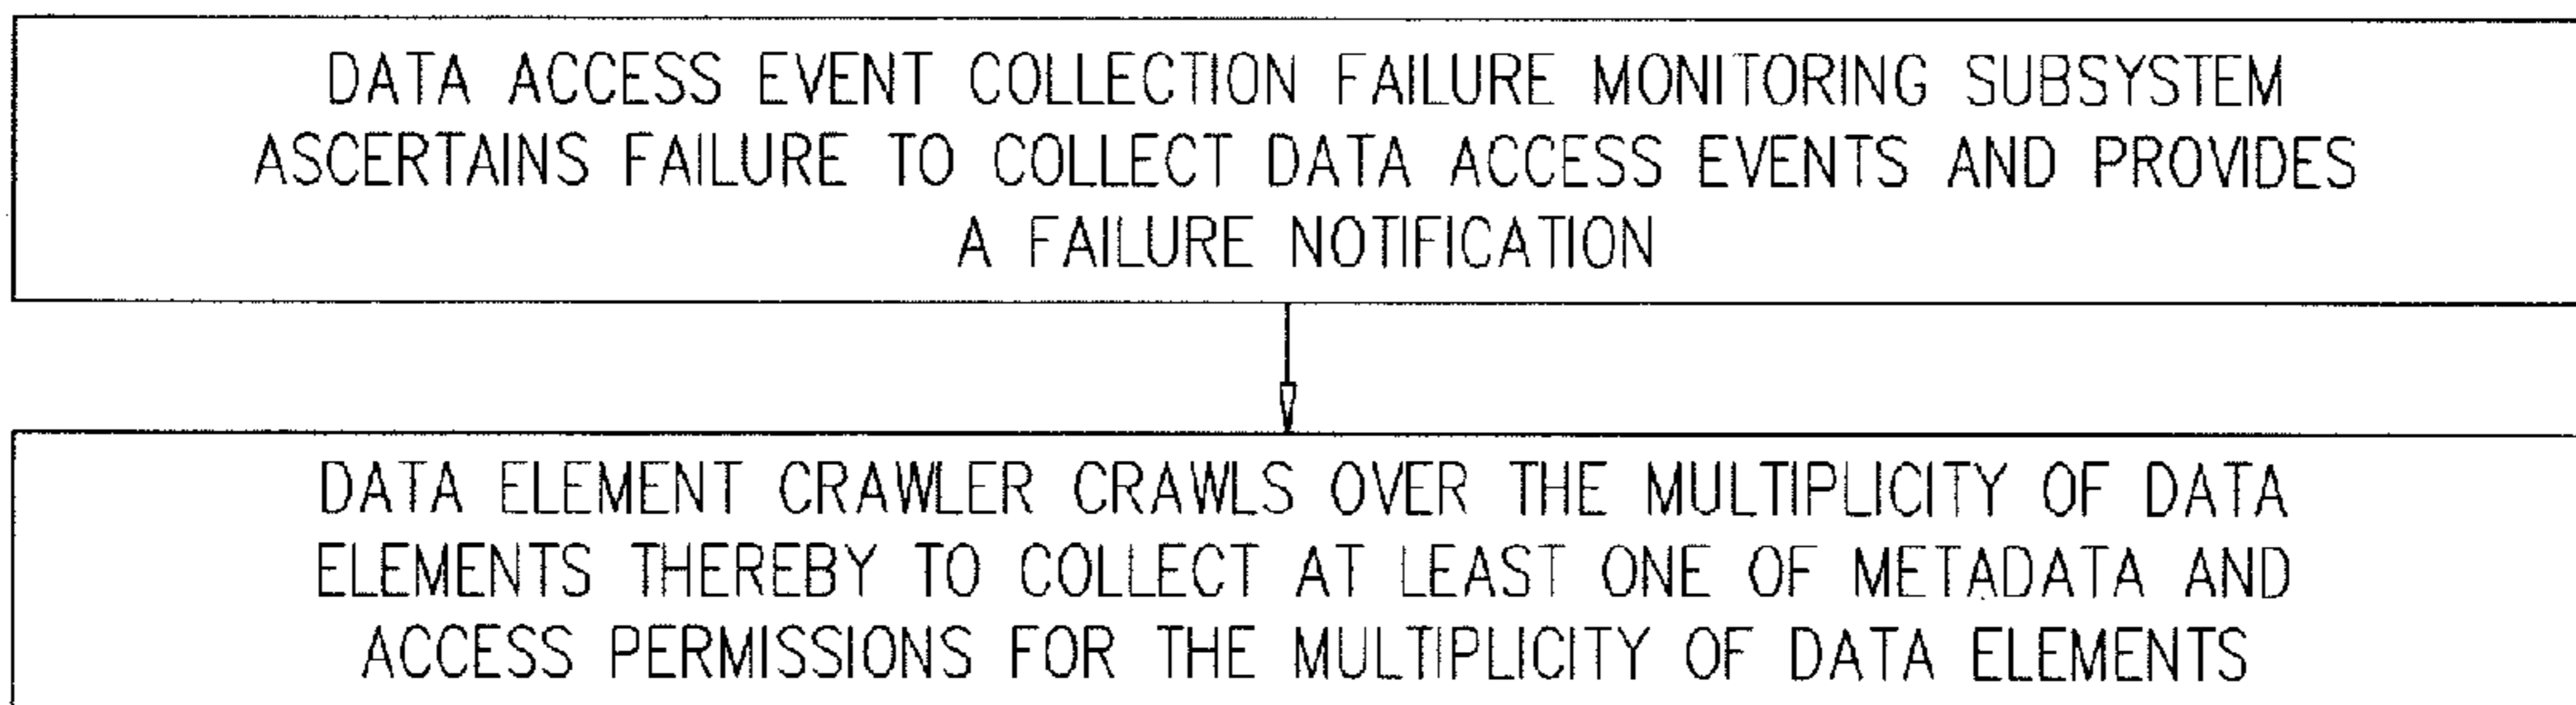 DATA ACCESS EVENT COLLECTION FAILURE MONITORING SUBSYSTEM
ASCERTAINS FAILURE TO COLLECT DATA ACCESS EVENTS AND PROVIDES
A FAILURE NOTIFICATION
DATA ELEMENT CRAWLER CRAWLS OVER THE MULTIPLICITY OF DATA
ELEMENTS THEREBY TO COLLECT AT LEAST ONE OF METADATA AND
ACCESS PERMISSIONS FOR THE MULTIPLICITY OF DATA ELEMENTS